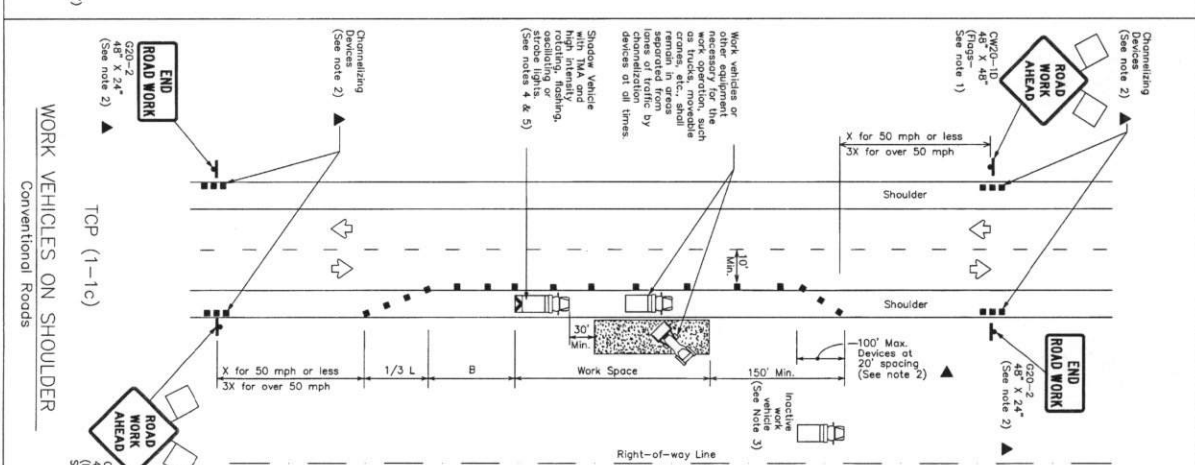 Channelizing
Devices
(See note 2)
ROAD
WORK
AHEAD
CW20-1D
48" X 48"
(Flags-
See note 1)
X for 50 mph or less
3X for over 50 mph
Shoulder
Work vehicles or
other equipment
necessary for the
work operation, such
as trucks, moveable
cranes, etc., shall
remain in areas
separated from
lanes of traffic by
channelization
devices at all times.
Shadow Vehicle
with TMA and
high intensity
rotating, flashing,
oscillating or
strobe lights.
(See notes 4 & 5)
Channelizing
Devices
(See note 2)
END
ROAD WORK
G20-2
48" X 24"
(See note 2)
10'
Min.
Shoulder
30'
Min.
X for 50 mph or less
3X for over 50 mph
1/3 L
B
Work Space
150' Min.
100' Max.
Devices at
20' spacing
(See note 2)
END
ROAD WORK
G20-2
48" X 24"
(See note 2)
Inactive
work
vehicle
(See Note 3)
Right-of-way Line
ROAD
WORK
AHEAD
TCP (1-1c)
WORK VEHICLES ON SHOULDER
Conventional Roads